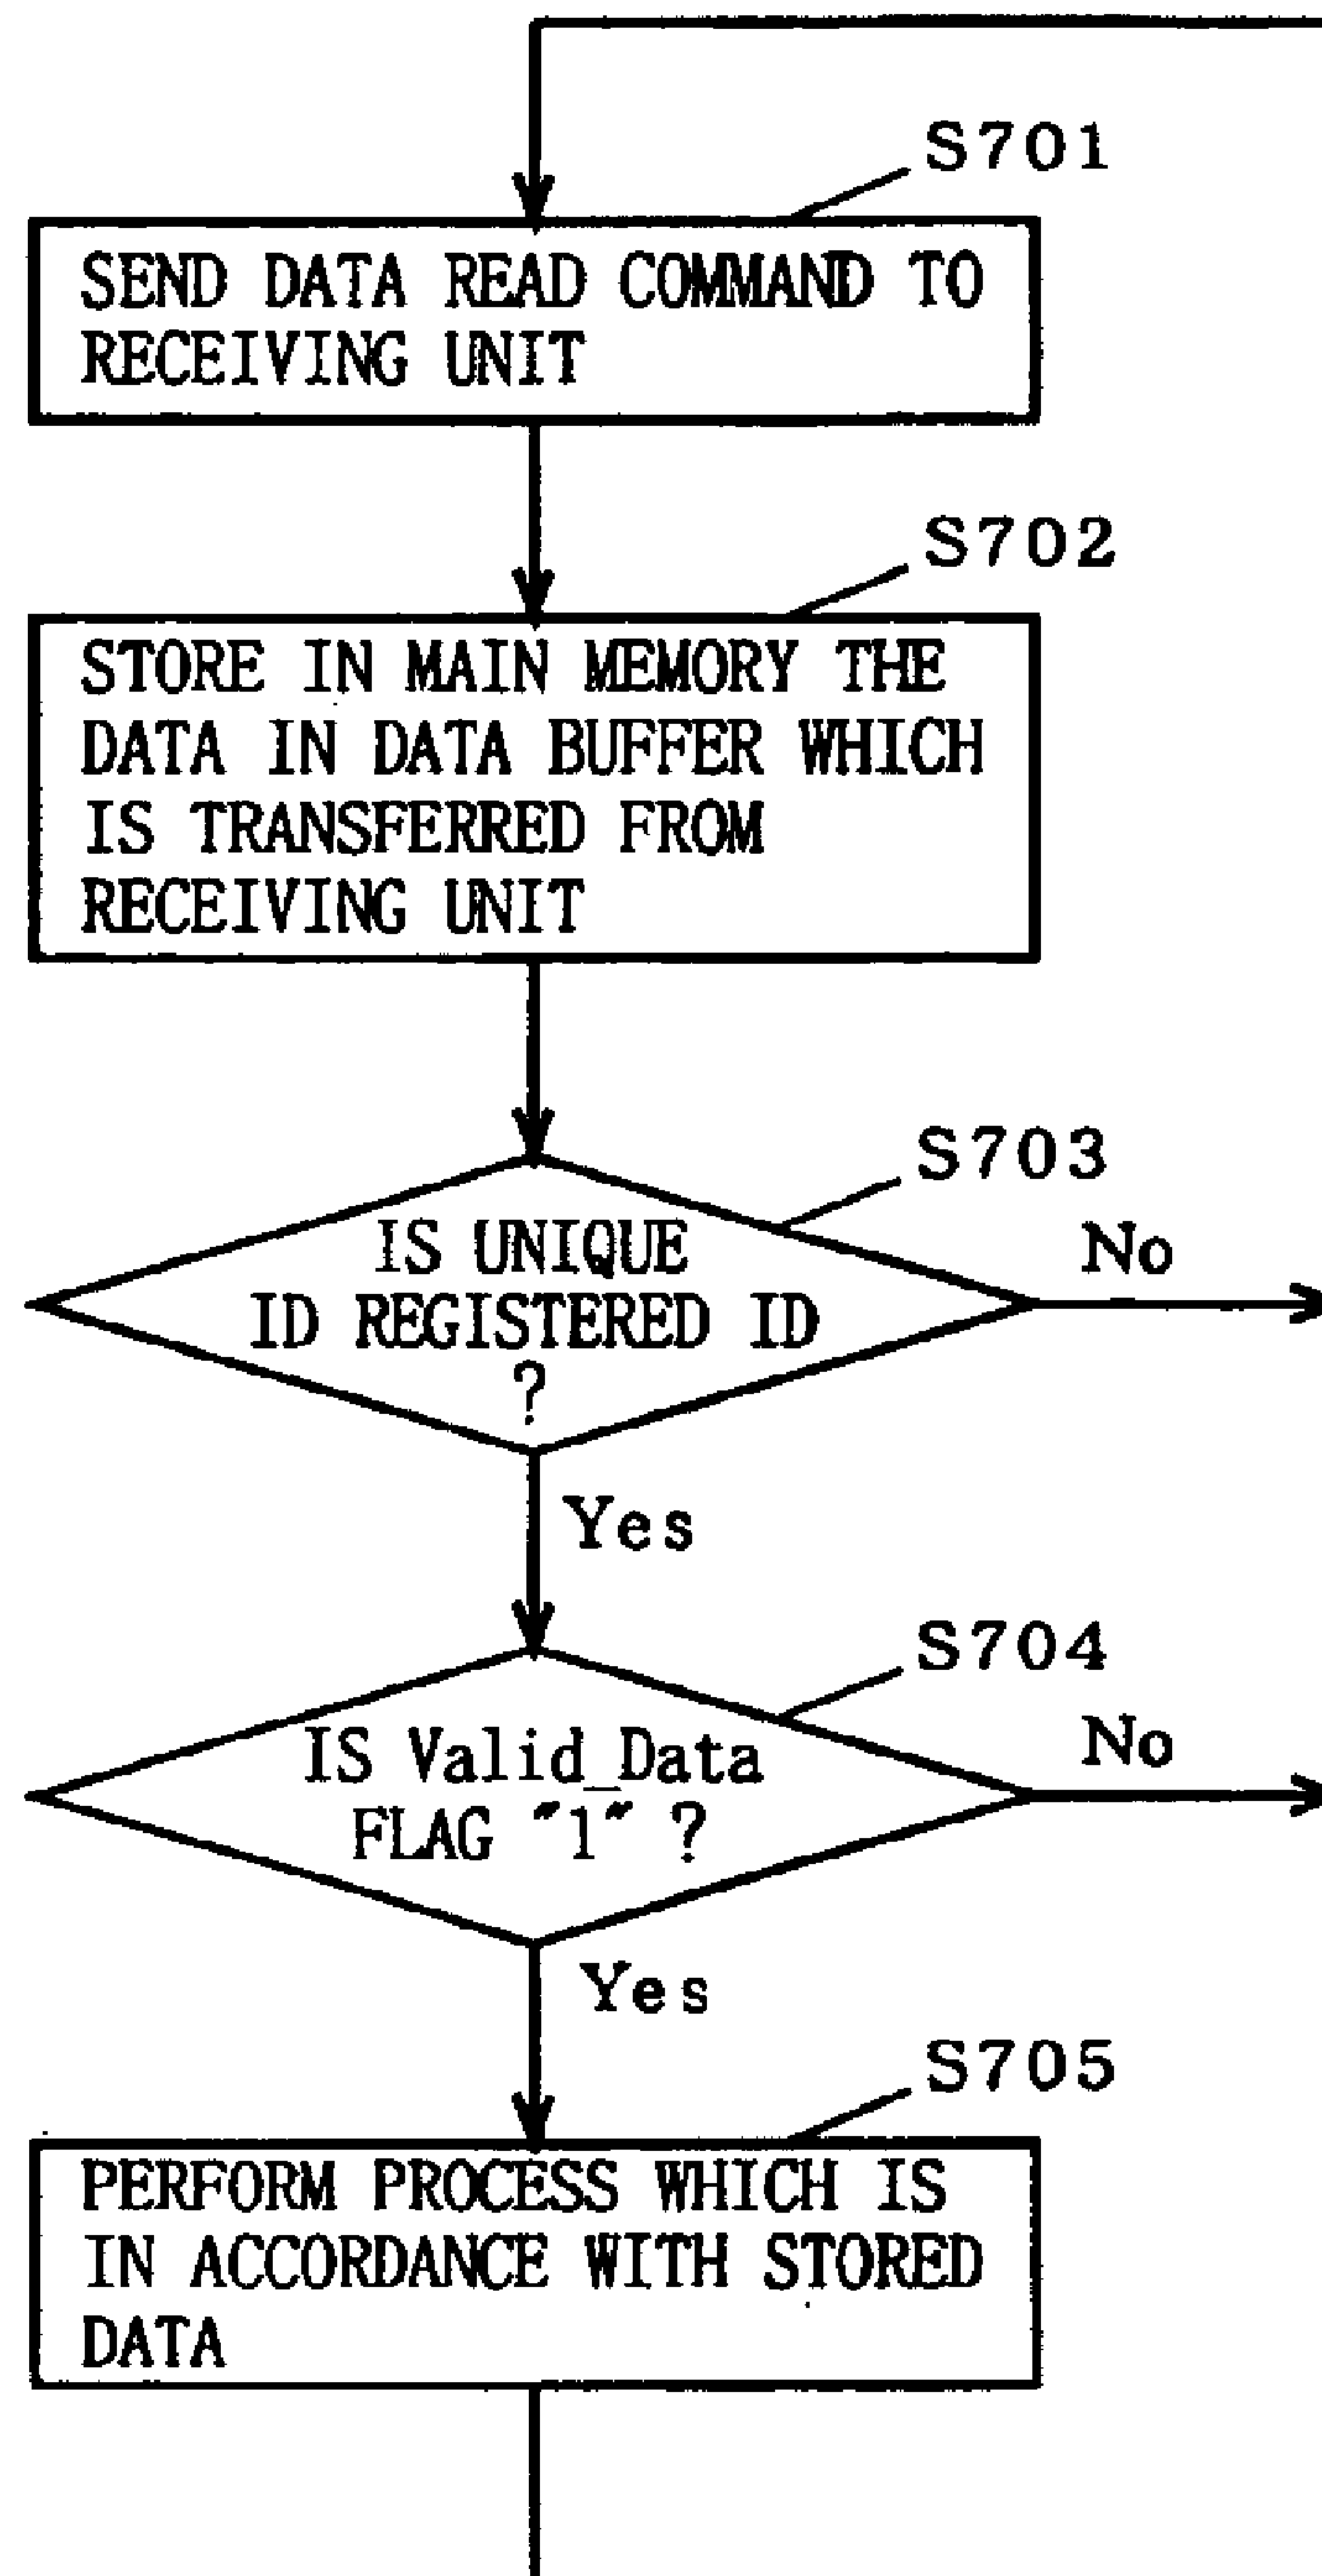 S701
SEND DATA READ COMMAND TO
RECEIVING UNIT
S702
STORE IN MAIN MEMORY THE
DATA IN DATA BUFFER WHICH
IS TRANSFERRED FROM
RECEIVING UNIT
S703
IS UNIQUE
ID REGISTERED ID
?
No
Yes
S704
IS Valid_Data
FLAG "1" ?
No
Yes
S705
PERFORM PROCESS WHICH IS
IN ACCORDANCE WITH STORED
DATA